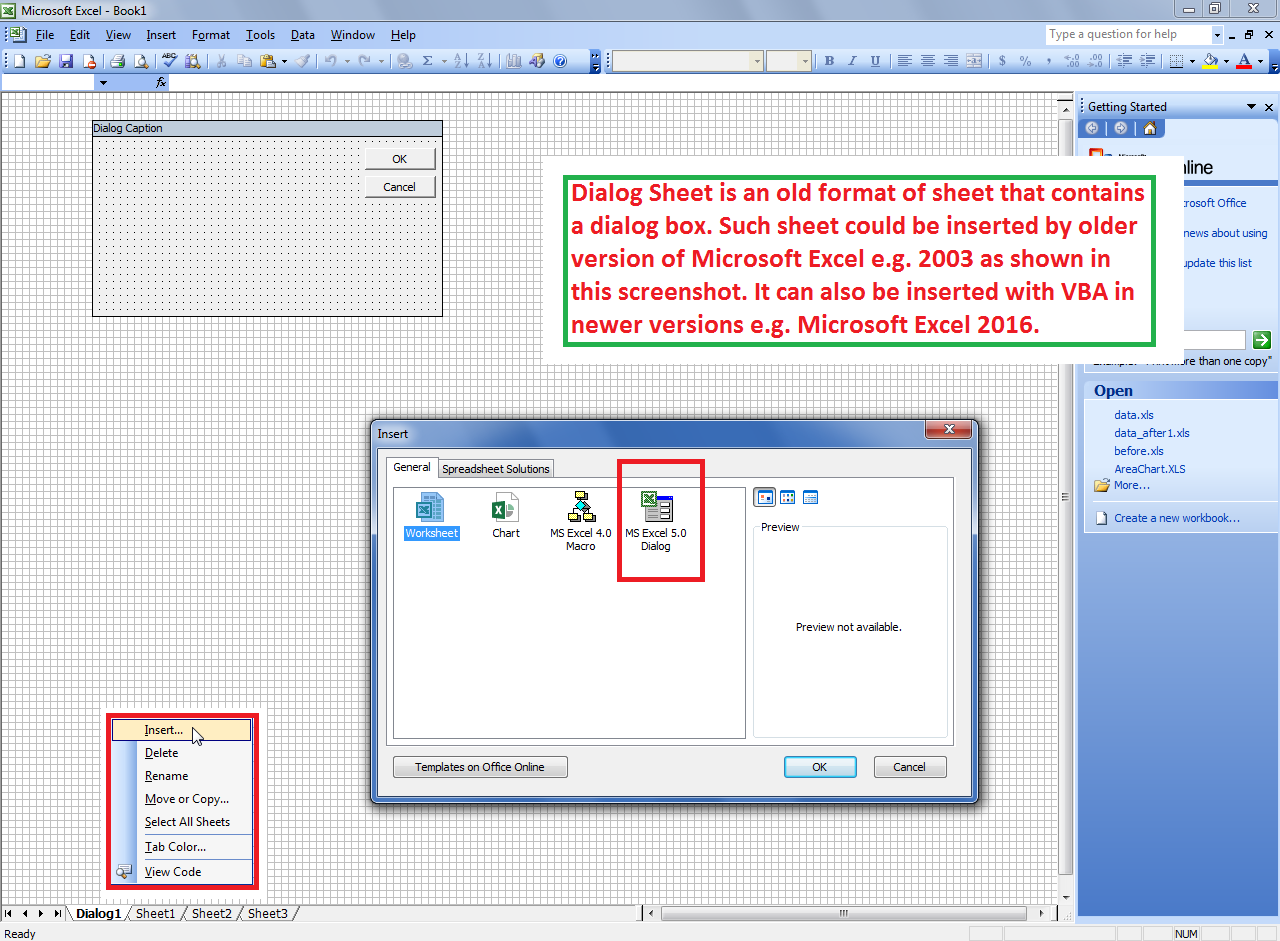 Microsoft Excel - Book1
File Edit View Insert Format Tools Data Window Help
Type a question for help
Getting Started
Dialog Caption
OK
Cancel
Dialog Sheet is an old format of sheet that contains
a dialog box. Such sheet could be inserted by older
version of Microsoft Excel e.g. 2003 as shown in
this screenshot. It can also be inserted with VBA in
newer versions e.g. Microsoft Excel 2016.
nline
crosoft Office
news about using
update this list
more than one copy"
Open
data.xls
data_after1.xls
before.xls
AreaChart.XLS
More...
Create a new workbook...
Insert
General Spreadsheet Solutions
Worksheet
Chart
MS Excel 4.0
Macro
MS Excel 5.0
Dialog
Preview
Preview not available.
Templates on Office Online
OK
Cancel
Insert...
Delete
Rename
Move or Copy...
Select All Sheets
Tab Color...
View Code
Dialog1 Sheet1 Sheet2 Sheet3
Ready
NUM